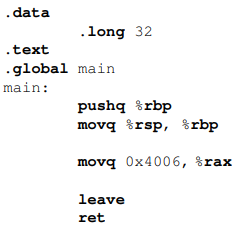 .data
.long 32
.text
.global main
main:
pushq %rbp
movq %rsp, %rbp
movq 0x4006, %rax
leave
ret